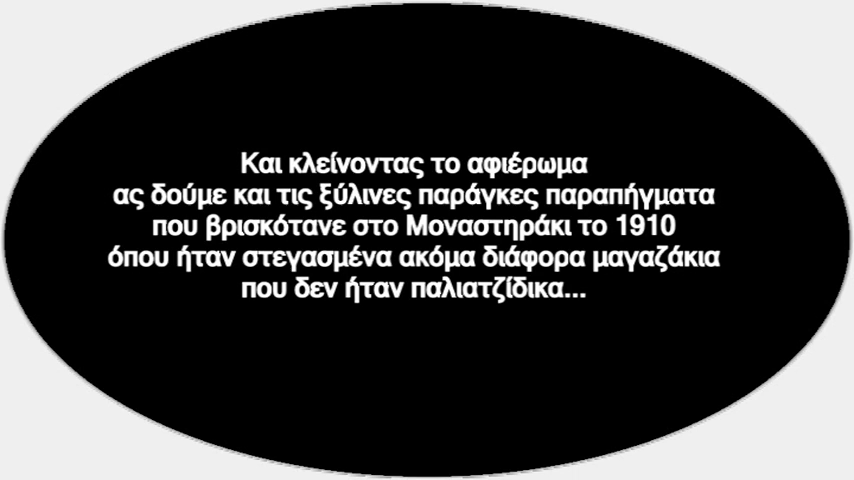 Και κλείνοντας το αφιέρωμα
ας δούμε και τις ξύλινες παράγκες παραπήγματα
που βρισκότανε στο Μοναστηράκι το 1910
όπου ήταν στεγασμένα ακόμα διάφορα μαγαζάκια
που δεν ήταν παλιατζίδικα...